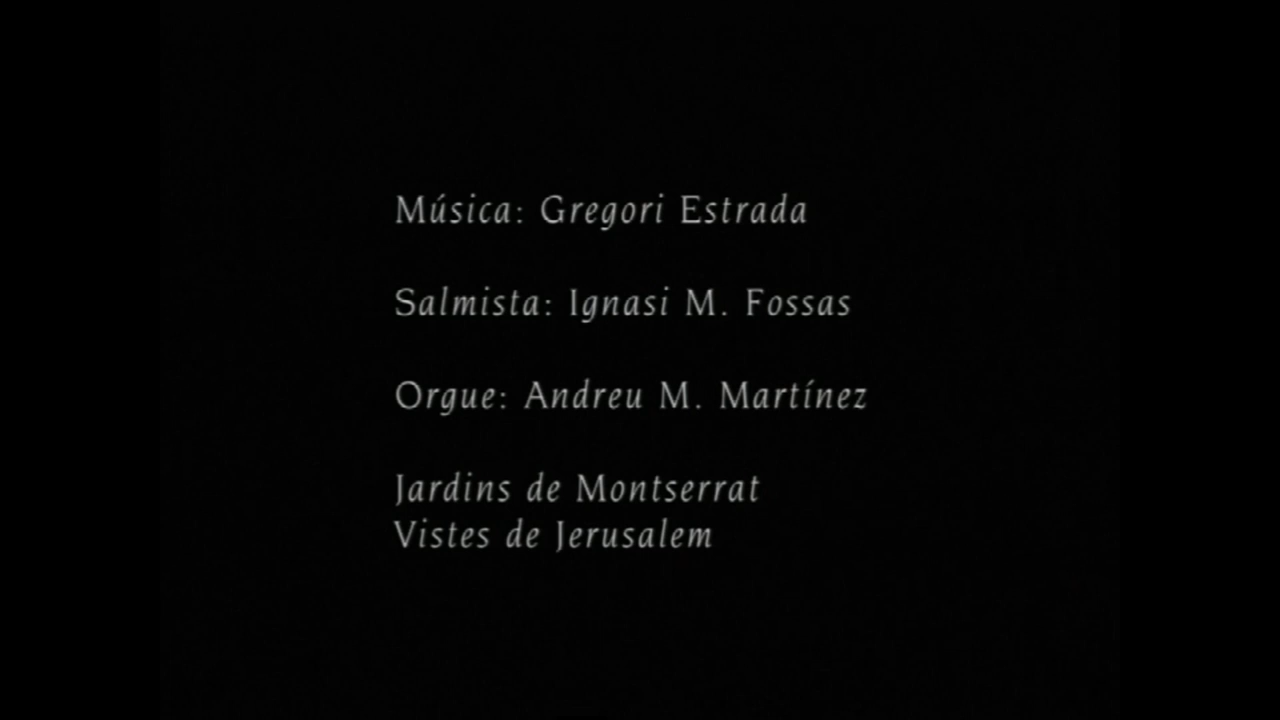 Música: Gregori Estrada
Salmista: Ignasi M. Fossas
Orgue: Andreu M. Martínez
Jardins de Montserrat
Vistes de Jerusalem